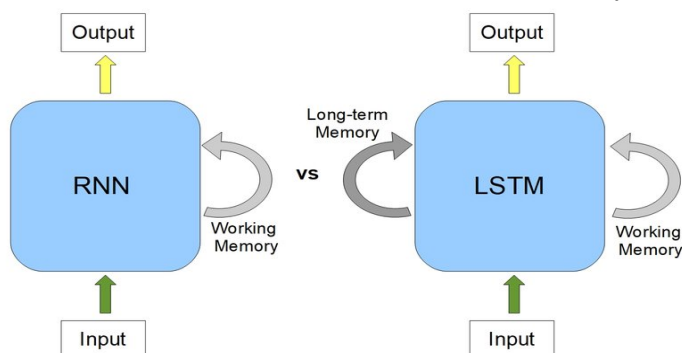 Output
RNN
Working
Memory
Input
vs
Output
Long-term
Memory
LSTM
Working
Memory
Input